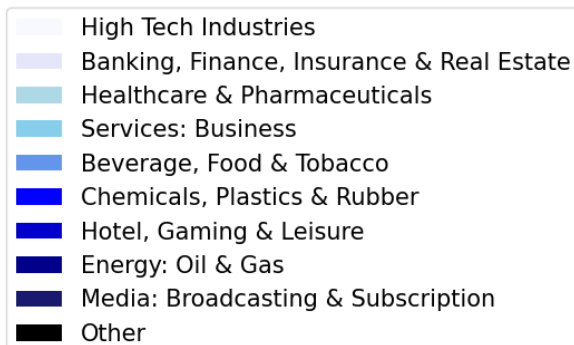 High Tech Industries
Banking, Finance, Insurance & Real Estate
Healthcare & Pharmaceuticals
Services: Business
Beverage, Food & Tobacco
Chemicals, Plastics & Rubber
Hotel, Gaming & Leisure
Energy: Oil & Gas
Media: Broadcasting & Subscription
Other